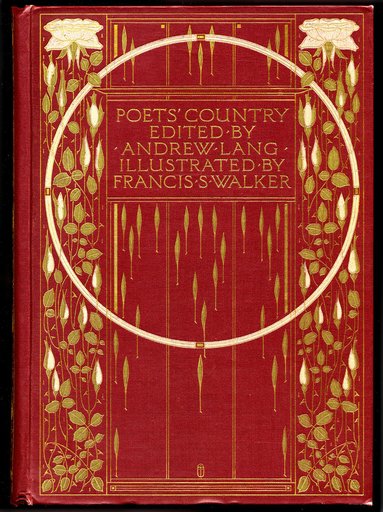 POETS' COUNTRY
EDITED·BY
·ANDREW·LANG·
ILLUSTRATED·BY
FRANCIS·S·WALKER